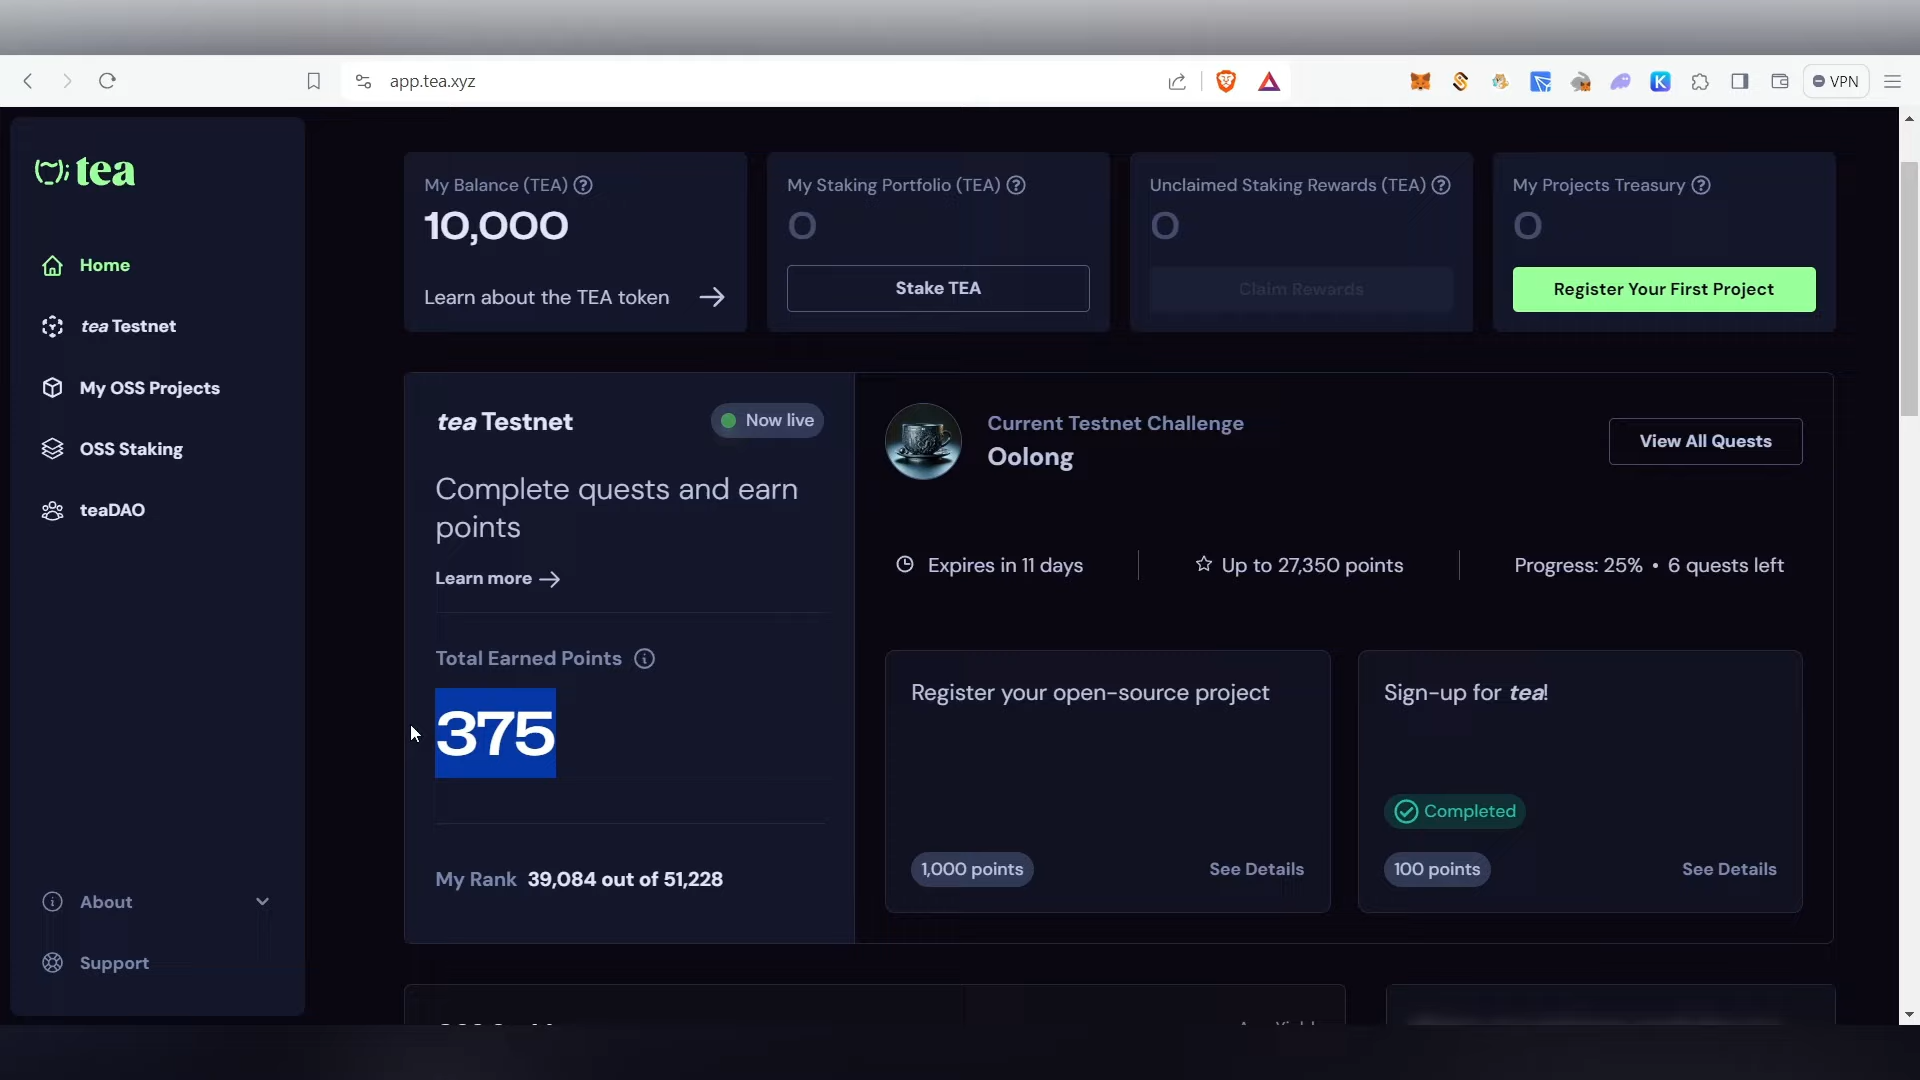 app.tea.xyz
VPN
tea
Home
tea Testnet
My OSS Projects
OSS Staking
teaDAO
About
Support
My Balance (TEA)
10,000
Learn about the TEA token
My Staking Portfolio (TEA)
0
Stake TEA
Unclaimed Staking Rewards (TEA)
0
Claim Rewards
My Projects Treasury
0
Register Your First Project
tea Testnet
Now live
Complete quests and earn
points
Learn more
Total Earned Points
375
My Rank 39,084 out of 51,228
Current Testnet Challenge
Oolong
View All Quests
Expires in 11 days
Up to 27,350 points
Progress: 25% • 6 quests left
Register your open-source project
1,000 points
See Details
Sign-up for tea!
Completed
100 points
See Details